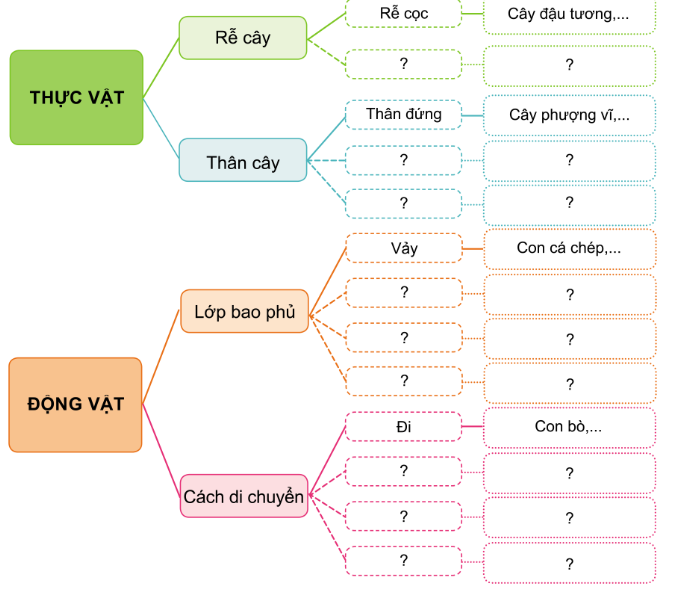 Rễ cọc
Cây đậu tương,...
Rễ cây
?
?
THỰC VẬT
Thân đứng
Cây phượng vĩ,...
Thân cây
?
?
?
?
Vảy
Con cá chép,...
?
?
Lớp bao phủ
?
?
?
?
ĐỘNG VẬT
Đi
Con bò,...
?
?
Cách di chuyển
?
?
?
?